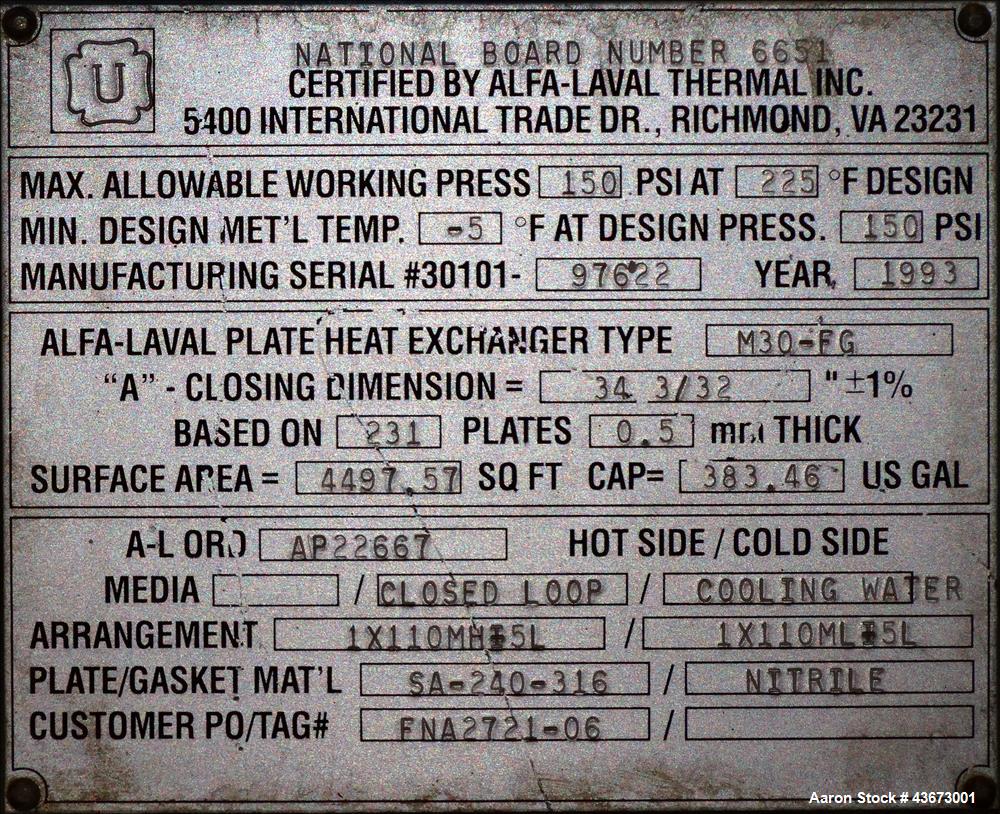 U
NATIONAL BOARD NUMBER 6651
CERTIFIED BY ALFA-LAVAL THERMAL INC.
5400 INTERNATIONAL TRADE DR., RICHMOND, VA 23231
MAX. ALLOWABLE WORKING PRESS 150 PSI AT 225 °F DESIGN
MIN. DESIGN MET'L TEMP. -5 °F AT DESIGN PRESS. 150 PSI
MANUFACTURING SERIAL #30101- 97622 YEAR 1993
ALFA-LAVAL PLATE HEAT EXCHANGER TYPE M30-FG
“A” - CLOSING DIMENSION = 34 3/32 " ±1%
BASED ON 231 PLATES 0.5 mm THICK
SURFACE AREA = 4497.57 SQ FT CAP= 383.46 US GAL
A-L ORD AP22667 HOT SIDE / COLD SIDE
MEDIA / CLOSED LOOP / COOLING WATER
ARRANGEMENT / 
PLATE/GASKET MAT'L SA-240-316 / NITRILE
CUSTOMER PO/TAG# FNA2721-06 /
Aaron Stock # 43673001